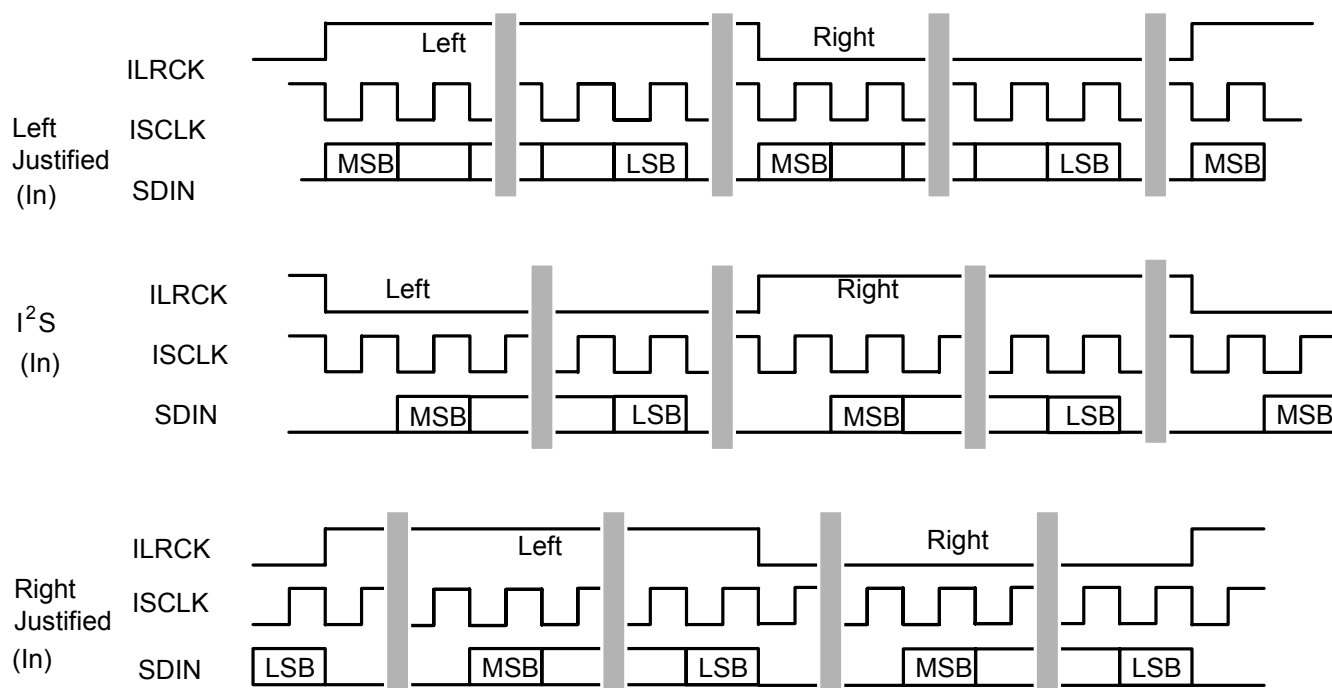 Left Right
ILRCK
ISCLK
Left
Justified
(In)
MSB LSB MSB LSB MSB
SDIN
Left Right
ILRCK
I²S
(In)
ISCLK
SDIN
MSB LSB MSB LSB MSB
Left Right
ILRCK
Right
Justified
(In)
ISCLK
SDIN
LSB MSB LSB MSB LSB